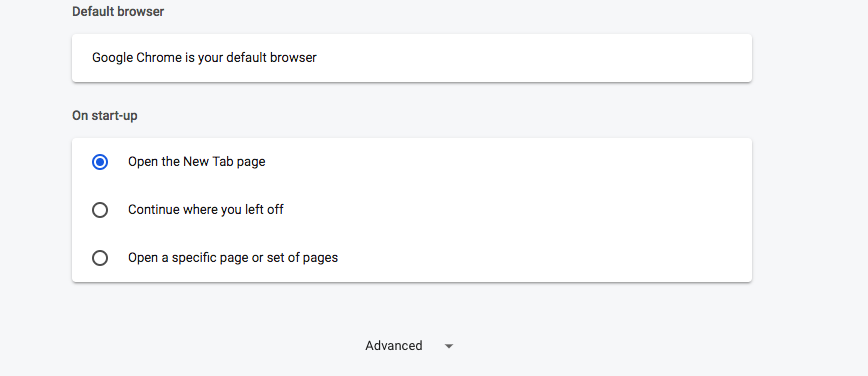 Default browser
Google Chrome is your default browser
On start-up
Open the New Tab page
Continue where you left off
Open a specific page or set of pages
Advanced